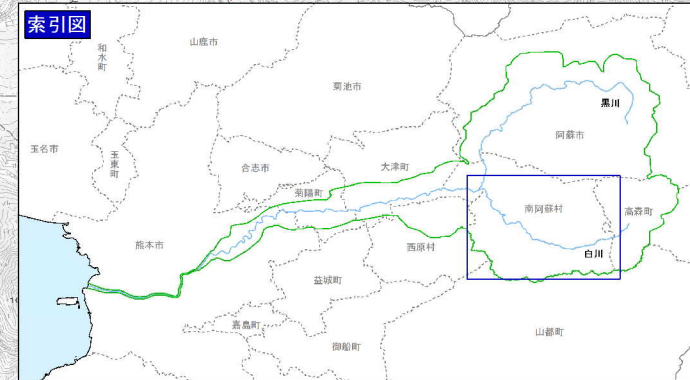 索引図
和水町
山鹿市
菊池市
黒川
阿蘇市
玉名市
玉東町
合志市
大津町
菊陽町
南阿蘇村
高森町
熊本市
西原村
白川
益城町
嘉島町
御船町
山都町